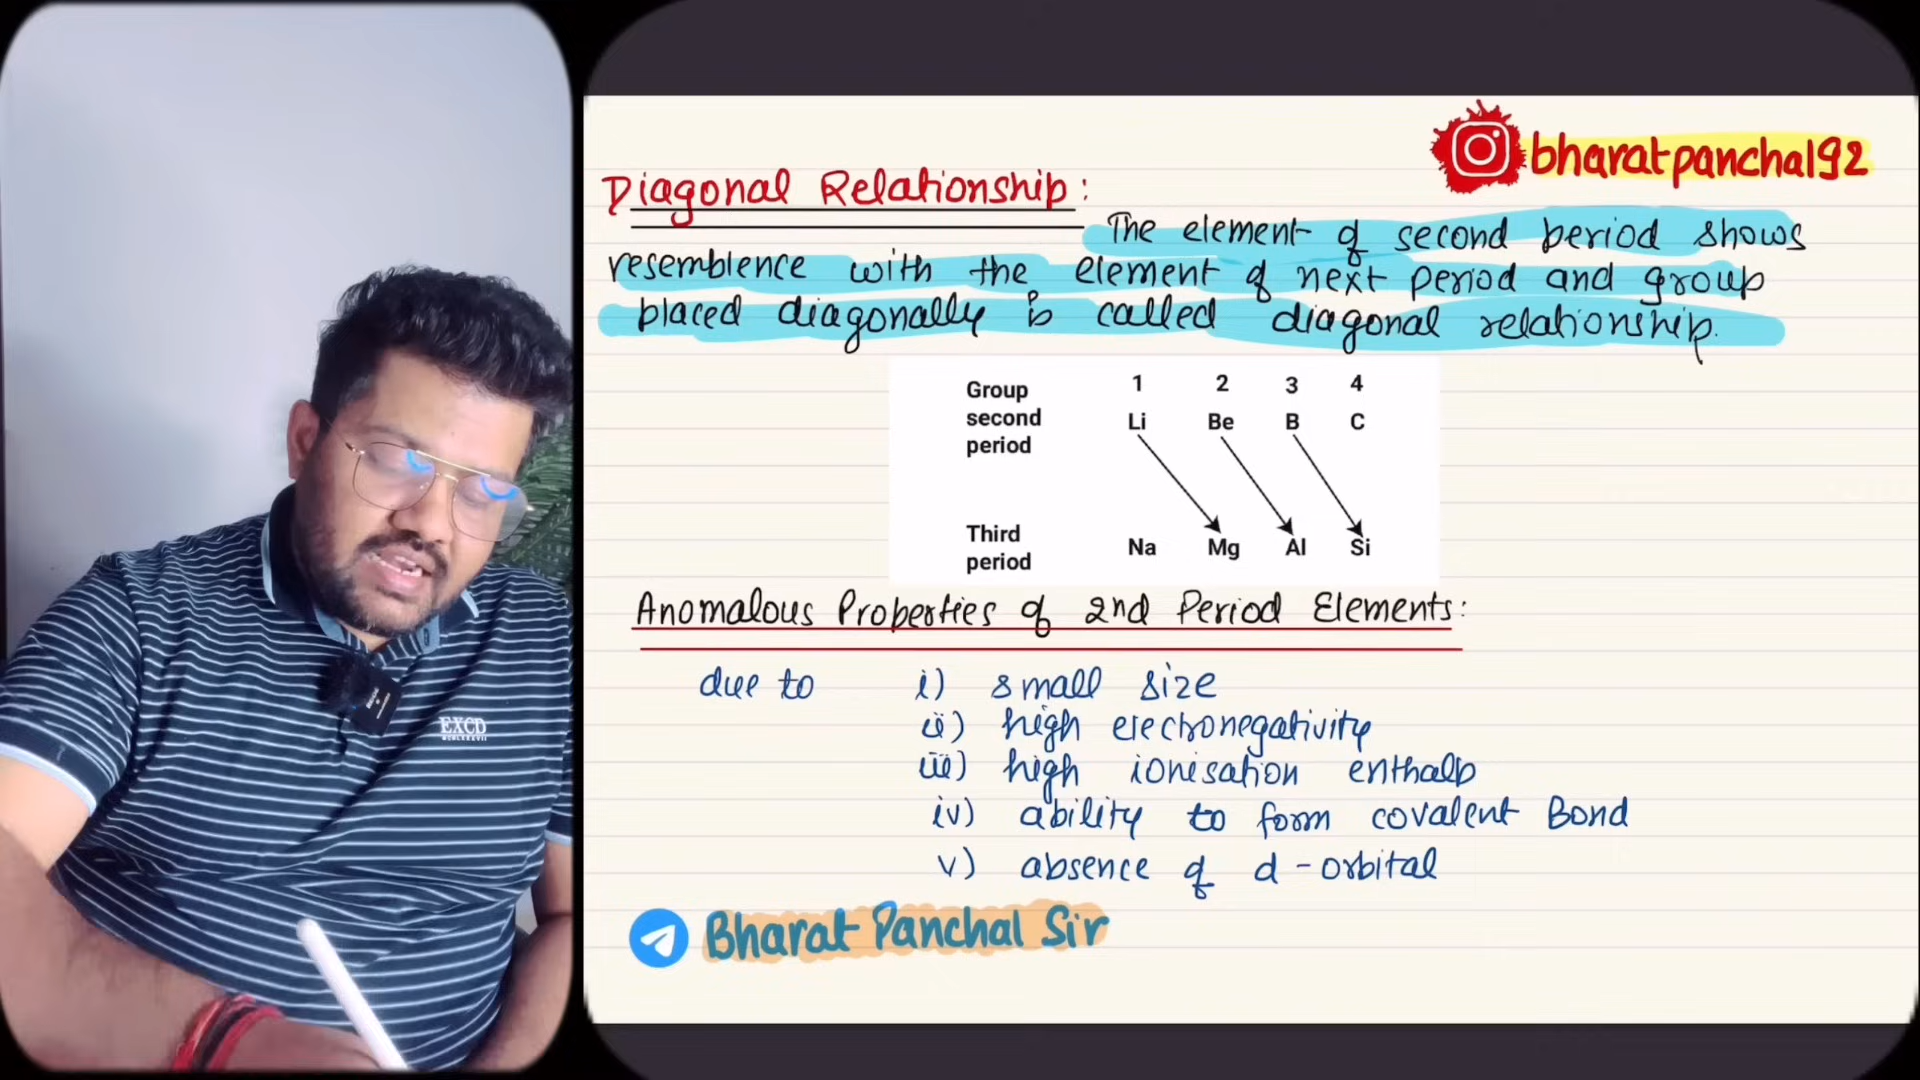 bharatpanchal92
Diagonal Relationship:
The element of second period shows
resemblence with the element of next period and group
placed diagonally is called diagonal relationship.
Group 1 2 3 4
second Li Be B C
period
Third
period Na Mg Al Si
Anomalous Properties of 2nd Period Elements:
due to i) small size
ii) high electronegativity
iii) high ionisation enthalp
iv) ability to form covalent Bond
v) absence of d-orbital
Bharat Panchal Sir
EXCD